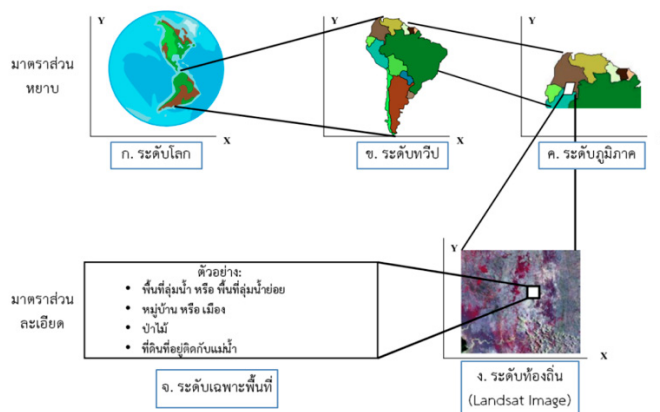 Y
Y
Y
มาตราส่วน
หยาบ
X
X
X
ก. ระดับโลก
ข. ระดับทวีป
ค. ระดับภูมิภาค
Y
ตัวอย่าง:
• พื้นที่ลุ่มน้ำ หรือ พื้นที่ลุ่มน้ำย่อย
• หมู่บ้าน หรือ เมือง
• ป่าไม้
• ที่ดินที่อยู่ติดกับแม่น้ำ
มาตราส่วน
ละเอียด
X
จ. ระดับเฉพาะพื้นที่
ง. ระดับท้องถิ่น
(Landsat Image)